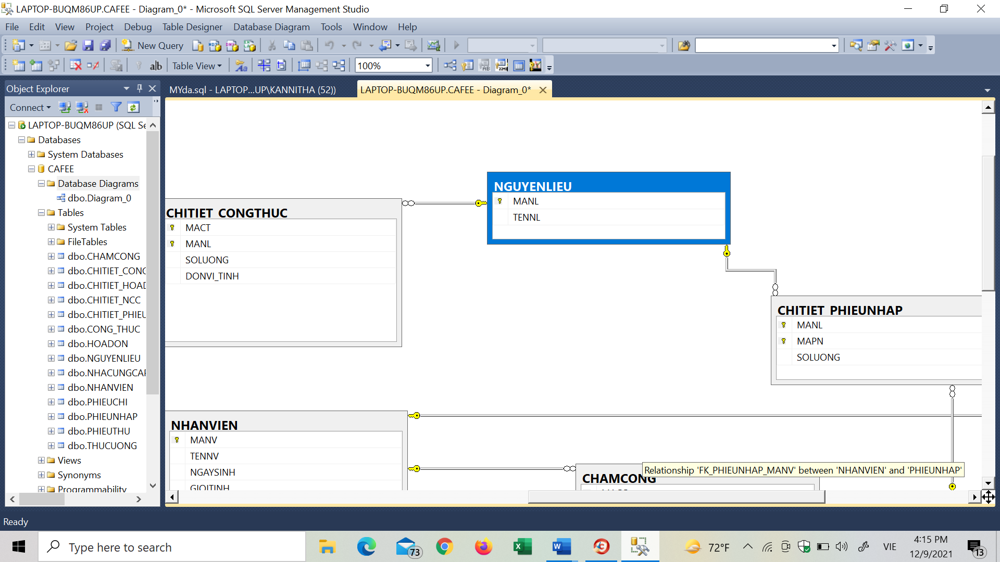 LAPTOP-BUQM86UP.CAFEE - Diagram_0* - Microsoft SQL Server Management Studio
File Edit View Project Debug Table Designer Database Diagram Tools Window Help
New Query
Table View 100%
Object Explorer
Connect
LAPTOP-BUQM86UP (SQL Se
Databases
System Databases
CAFEE
Database Diagrams
dbo.Diagram_0
Tables
System Tables
FileTables
dbo.CHAMCONG
dbo.CHITIET_CONG
dbo.CHITIET_HOAD
dbo.CHITIET_NCC
dbo.CHITIET_PHIEU
dbo.CONG_THUC
dbo.HOADON
dbo.NGUYENLIEU
dbo.NHACUNGCAP
dbo.NHANVIEN
dbo.PHIEUCHI
dbo.PHIEUNHAP
dbo.PHIEUTHU
dbo.THUCUONG
Views
Synonyms
Programmability
MYda.sql - LAPTOP...UP\KANNITHA (52))
LAPTOP-BUQM86UP.CAFEE - Diagram_0*
NGUYENLIEU
MANL
TENNL
CHITIET_CONGTHUC
MACT
MANL
SOLUONG
DONVI_TINH
CHITIET_PHIEUNHAP
MANL
MAPN
SOLUONG
NHANVIEN
MANV
TENNV
NGAYSINH
GIOITINH
CHAMCONG
Relationship 'FK_PHIEUNHAP_MANV' between 'NHANVIEN' and 'PHIEUNHAP'
Ready
Type here to search
73
72°F
VIE
4:15 PM
12/9/2021
13